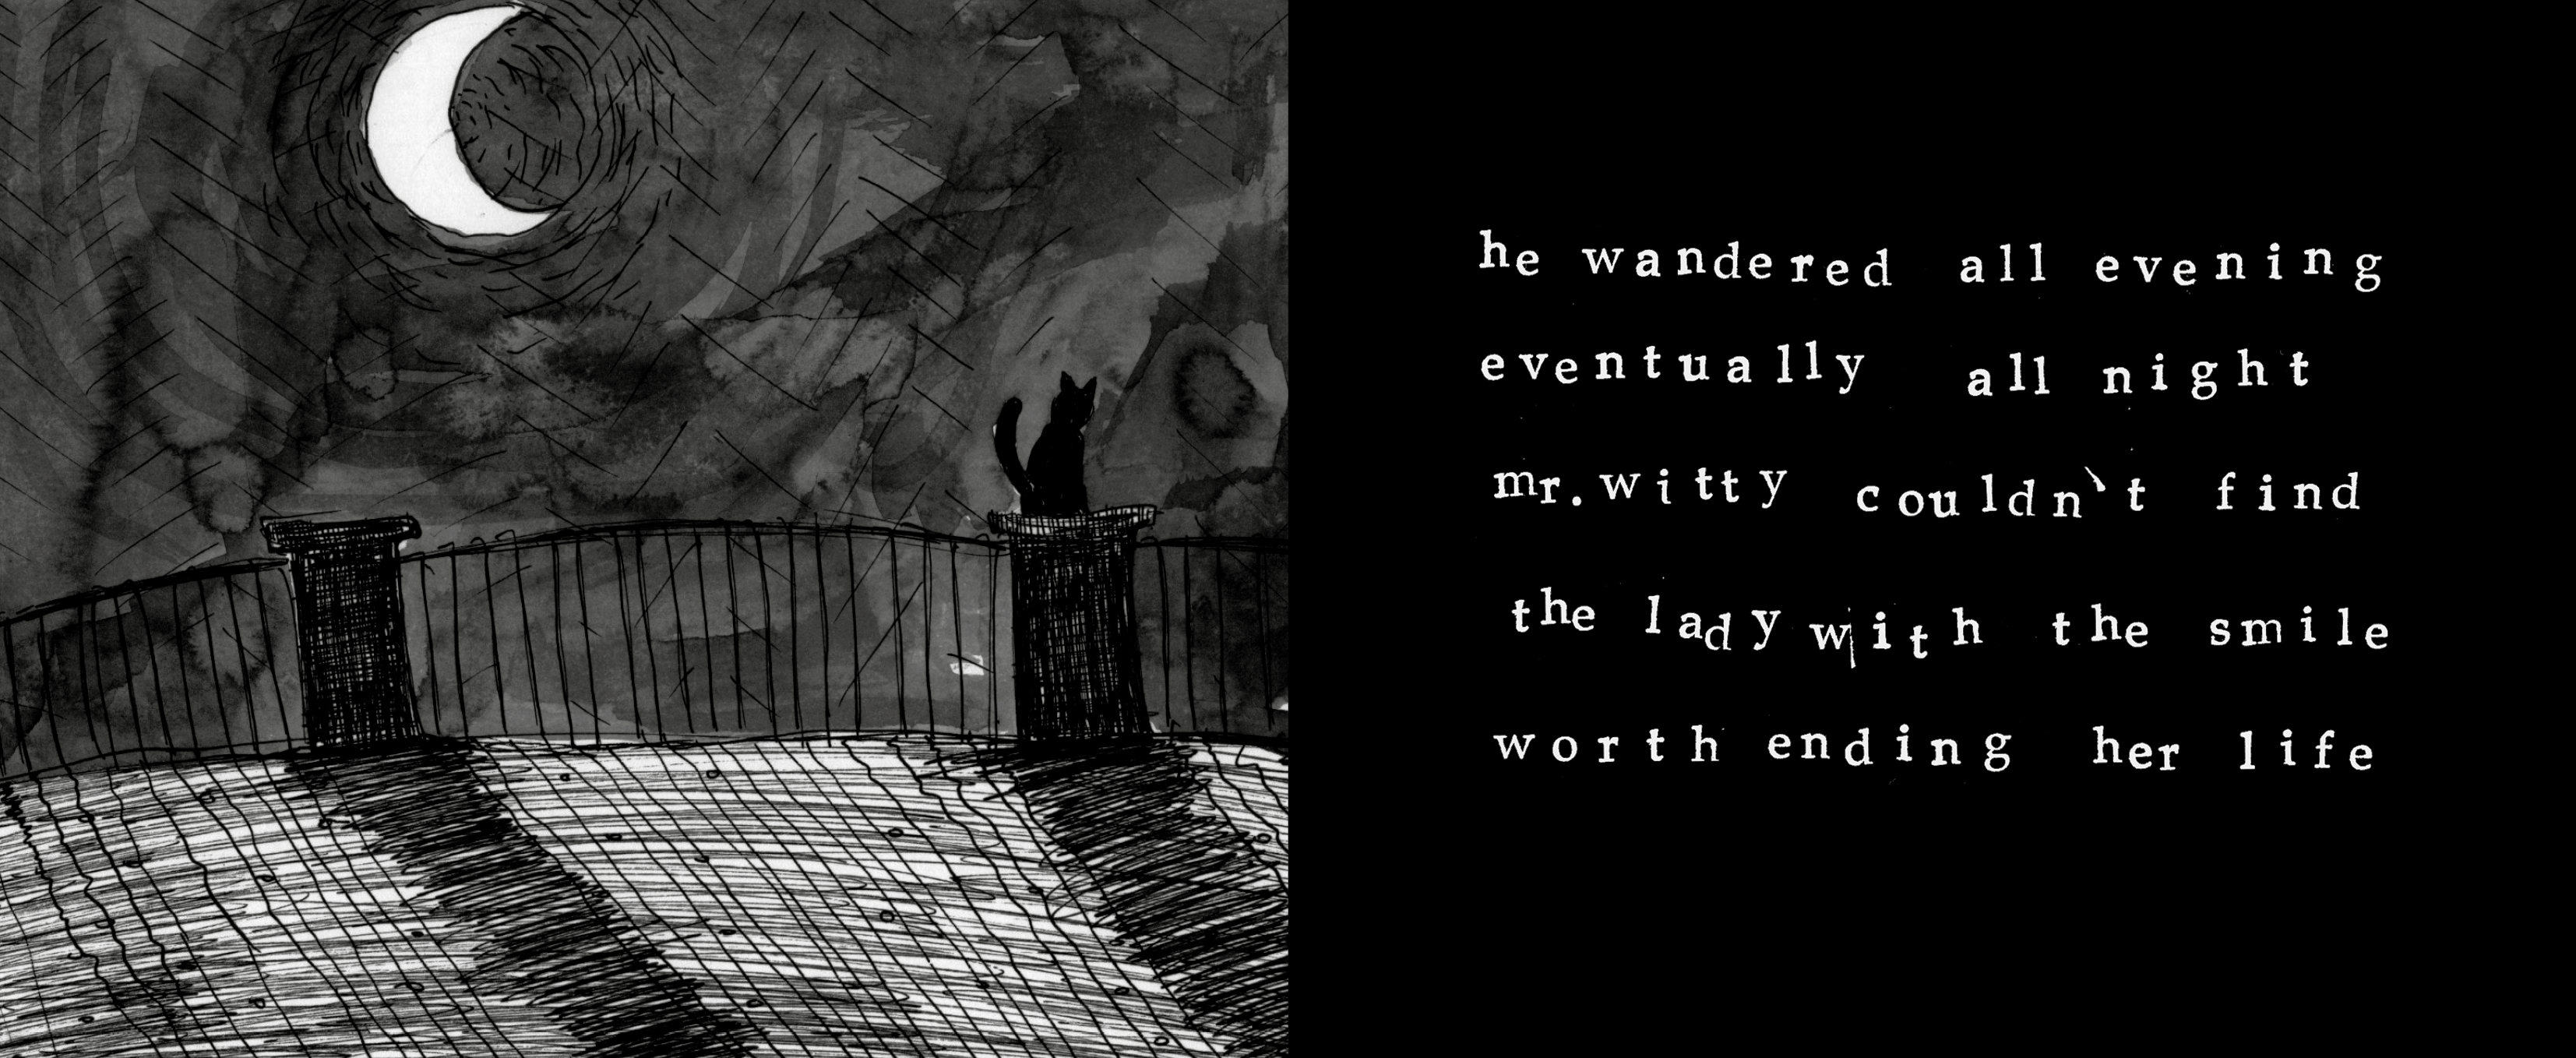 he wandered all evening
eventually all night
mr. witty couldn`t find
the lady with the smile
worth ending her life